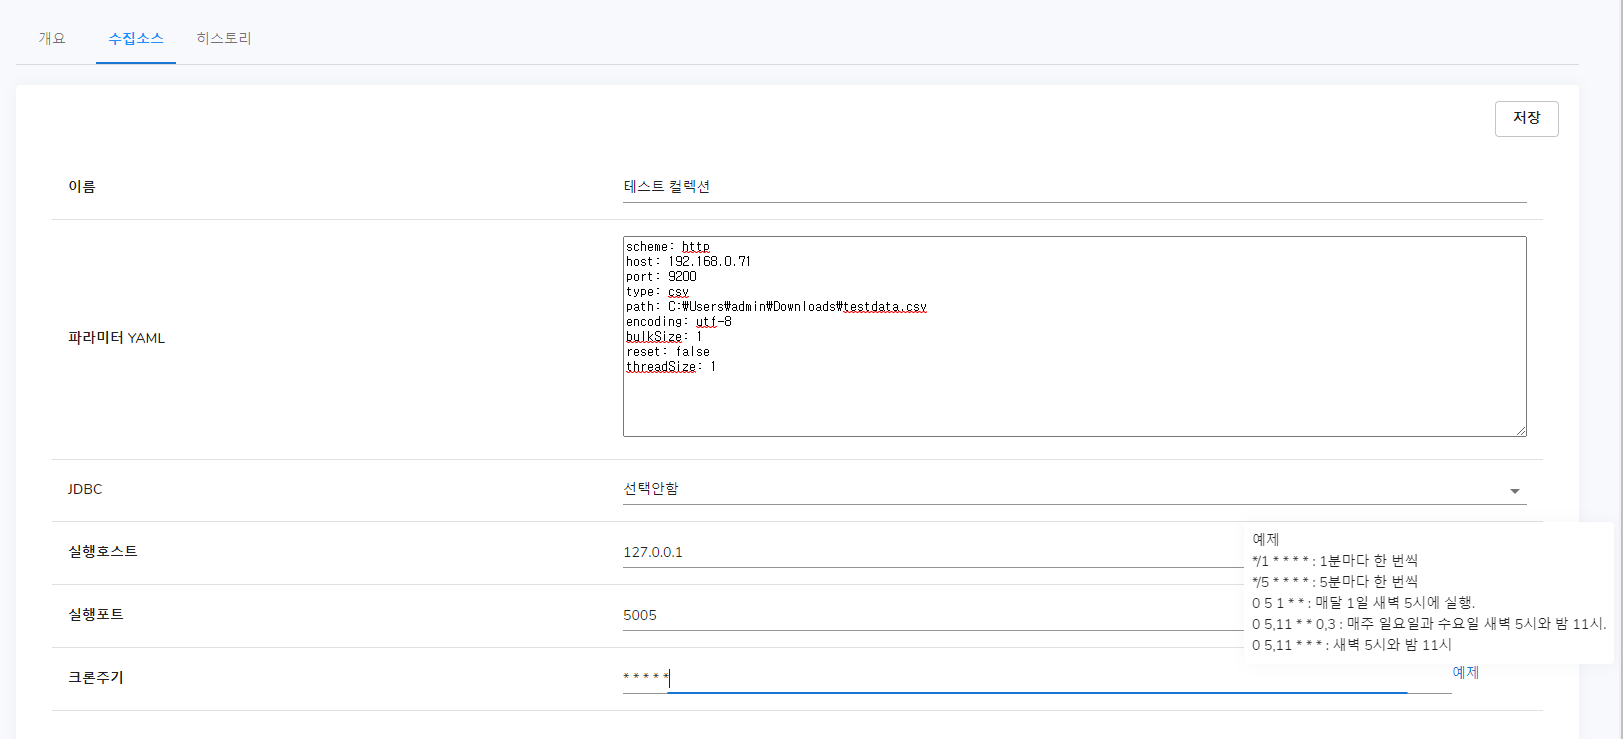 개요 수집소스 히스토리
저장
이름 테스트 컬렉션
파라미터 YAML
scheme: http
host: 192.168.0.71
port: 9200
type: csv
path: C:₩Users₩admin₩Downloads₩testdata.csv
encoding: utf-8
bulkSize: 1
reset: false
threadSize: 1
JDBC 선택안함
실행호스트 127.0.0.1
실행포트 5005
크론주기 * * * * *
예제
예제
*/1 * * * * : 1분마다 한 번씩
*/5 * * * * : 5분마다 한 번씩
0 5 1 * * : 매달 1일 새벽 5시에 실행.
0 5,11 * * 0,3 : 매주 일요일과 수요일 새벽 5시와 밤 11시.
0 5,11 * * * : 새벽 5시와 밤 11시